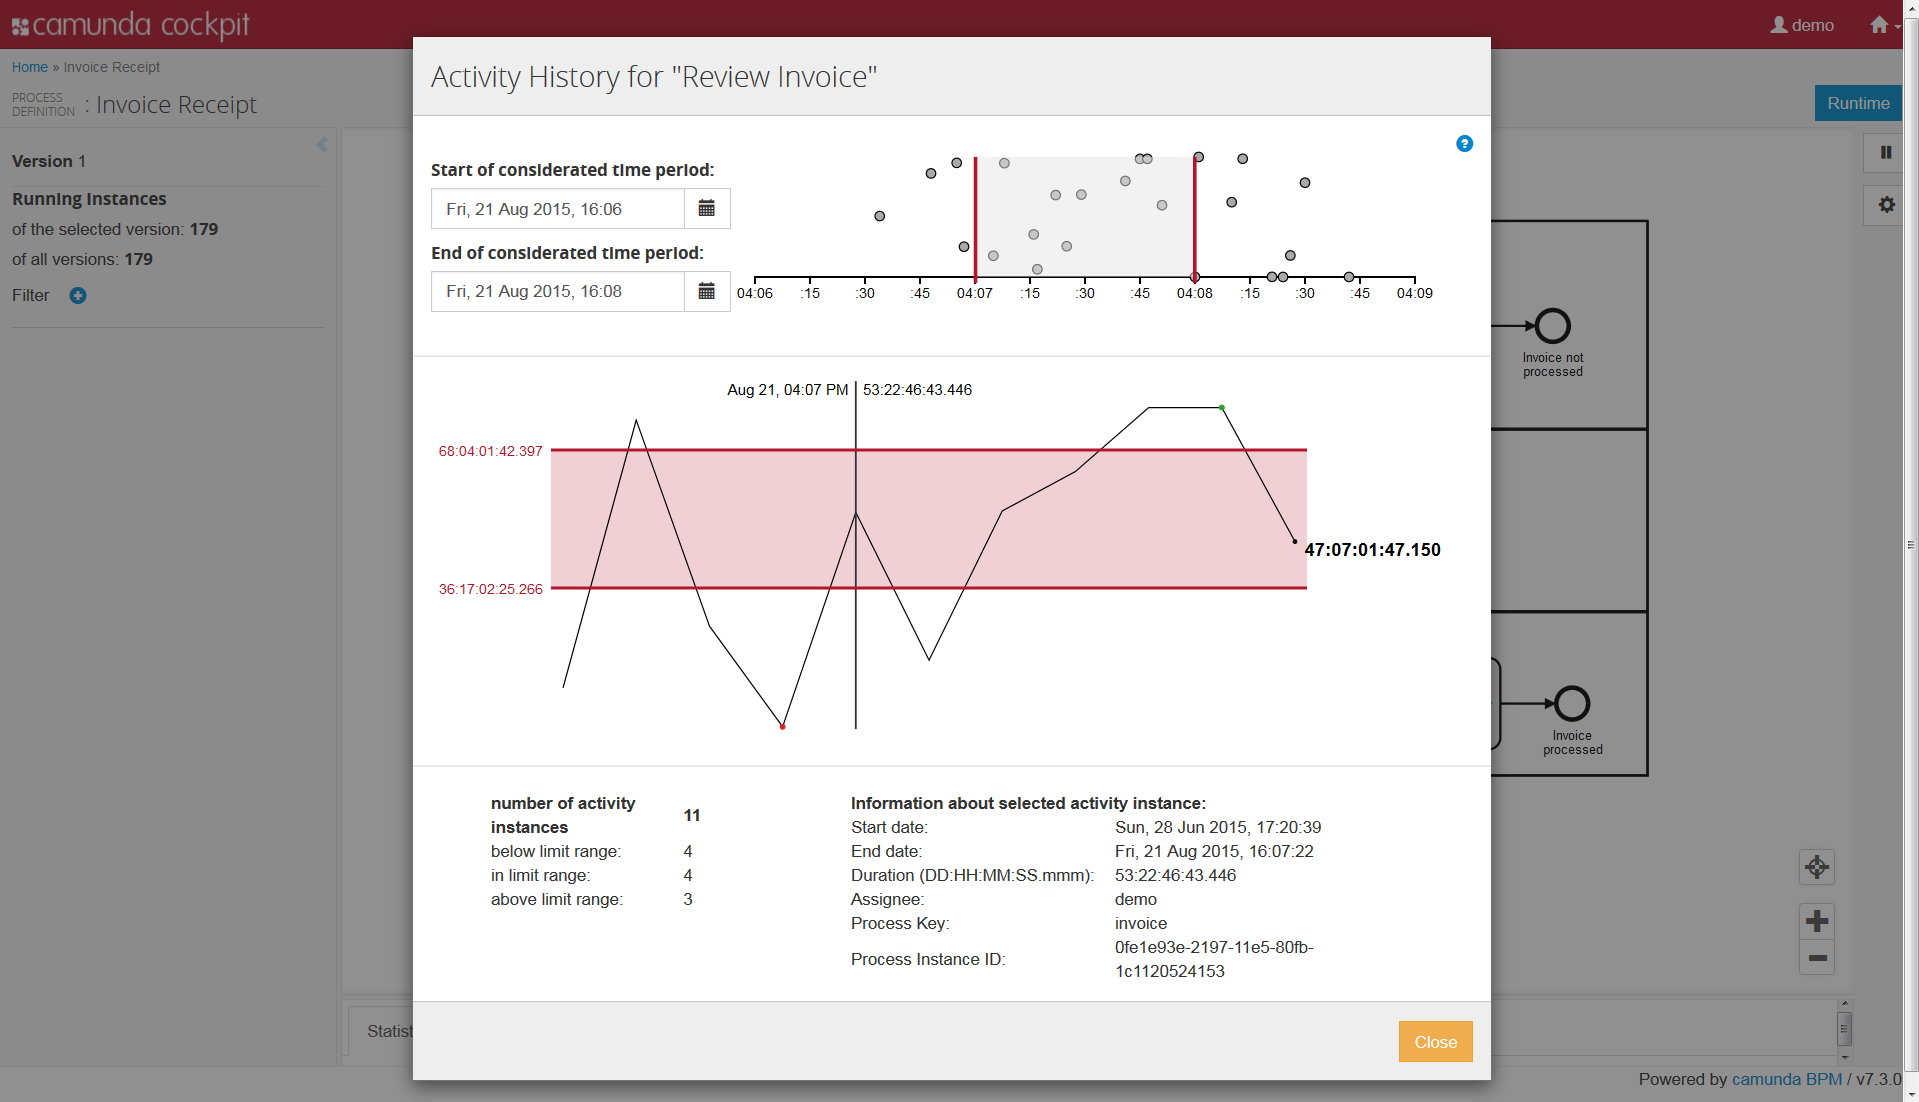 camunda cockpit
demo
Home » Invoice Receipt
PROCESS
DEFINITION : Invoice Receipt
Runtime
Version 1
Running Instances
of the selected version: 179
of all versions: 179
Filter
Activity History for "Review Invoice"
Start of considerated time period:
Fri, 21 Aug 2015, 16:06
End of considerated time period:
Fri, 21 Aug 2015, 16:08
?
04:06 :15 :30 :45 04:07 :15 :30 :45 04:08 :15 :30 :45 04:09
Aug 21, 04:07 PM 53:22:46:43.446
68:04:01:42.397
36:17:02:25.266
47:07:01:47.150
Invoice not
processed
Invoice
processed
number of activity
instances 11
below limit range: 4
in limit range: 4
above limit range: 3
Information about selected activity instance:
Start date: Sun, 28 Jun 2015, 17:20:39
End date: Fri, 21 Aug 2015, 16:07:22
Duration (DD:HH:MM:SS.mmm): 53:22:46:43.446
Assignee: demo
Process Key: invoice
Process Instance ID: 0fe1e93e-2197-11e5-80fb-
1c1120524153
Statist
Close
Powered by camunda BPM / v7.3.0